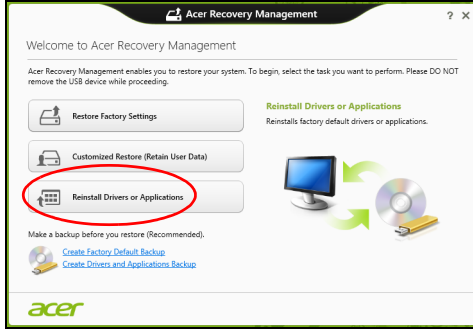 Acer Recovery Management
? X
Welcome to Acer Recovery Management
Acer Recovery Management enables you to restore your system. To begin, select the task you want to perform. Please DO NOT
remove the USB device while proceeding.
Restore Factory Settings
Customized Restore (Retain User Data)
Reinstall Drivers or Applications
Reinstall Drivers or Applications
Reinstalls factory default drivers or applications.
Make a backup before you restore (Recommended).
Create Factory Default Backup
Create Drivers and Applications Backup
acer